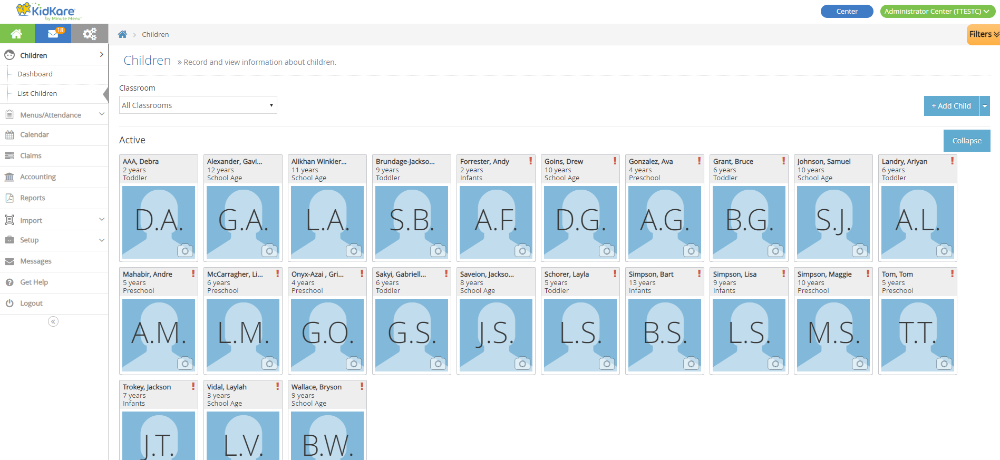 KidKare
by Minute Menu
Center
Administrator Center (TTESTC)
18
Children
Filters
Children
Dashboard
List Children
Menus/Attendance
Calendar
Claims
Accounting
Reports
Import
Setup
Messages
Get Help
Logout
Children » Record and view information about children.
Classroom
All Classrooms
+ Add Child
Active
Collapse
AAA, Debra
2 years
Toddler
D.A.
Alexander, Gavi...
12 years
School Age
G.A.
Alikhan Winkler...
11 years
School Age
L.A.
Brundage-Jackso...
9 years
Toddler
S.B.
Forrester, Andy !
2 years
Infants
A.F.
Goins, Drew !
10 years
School Age
D.G.
Gonzalez, Ava !
4 years
Preschool
A.G.
Grant, Bruce !
6 years
Toddler
B.G.
Johnson, Samuel
10 years
School Age
S.J.
Landry, Ariyan !
6 years
Toddler
A.L.
Mahabir, Andre !
5 years
Preschool
A.M.
McCarragher, Li... !
6 years
Preschool
L.M.
Onyx-Azai , Gri... !
4 years
Preschool
G.O.
Sakyi, Gabriell... !
6 years
Toddler
G.S.
Saveion, Jackso...
8 years
School Age
J.S.
Schorer, Layla !
5 years
Toddler
L.S.
Simpson, Bart !
13 years
Infants
B.S.
Simpson, Lisa !
9 years
Infants
L.S.
Simpson, Maggie !
10 years
Preschool
M.S.
Tom, Tom !
5 years
Preschool
T.T.
Trokey, Jackson !
7 years
Infants
J.T.
Vidal, Laylah !
3 years
School Age
L.V.
Wallace, Bryson !
9 years
School Age
B.W.